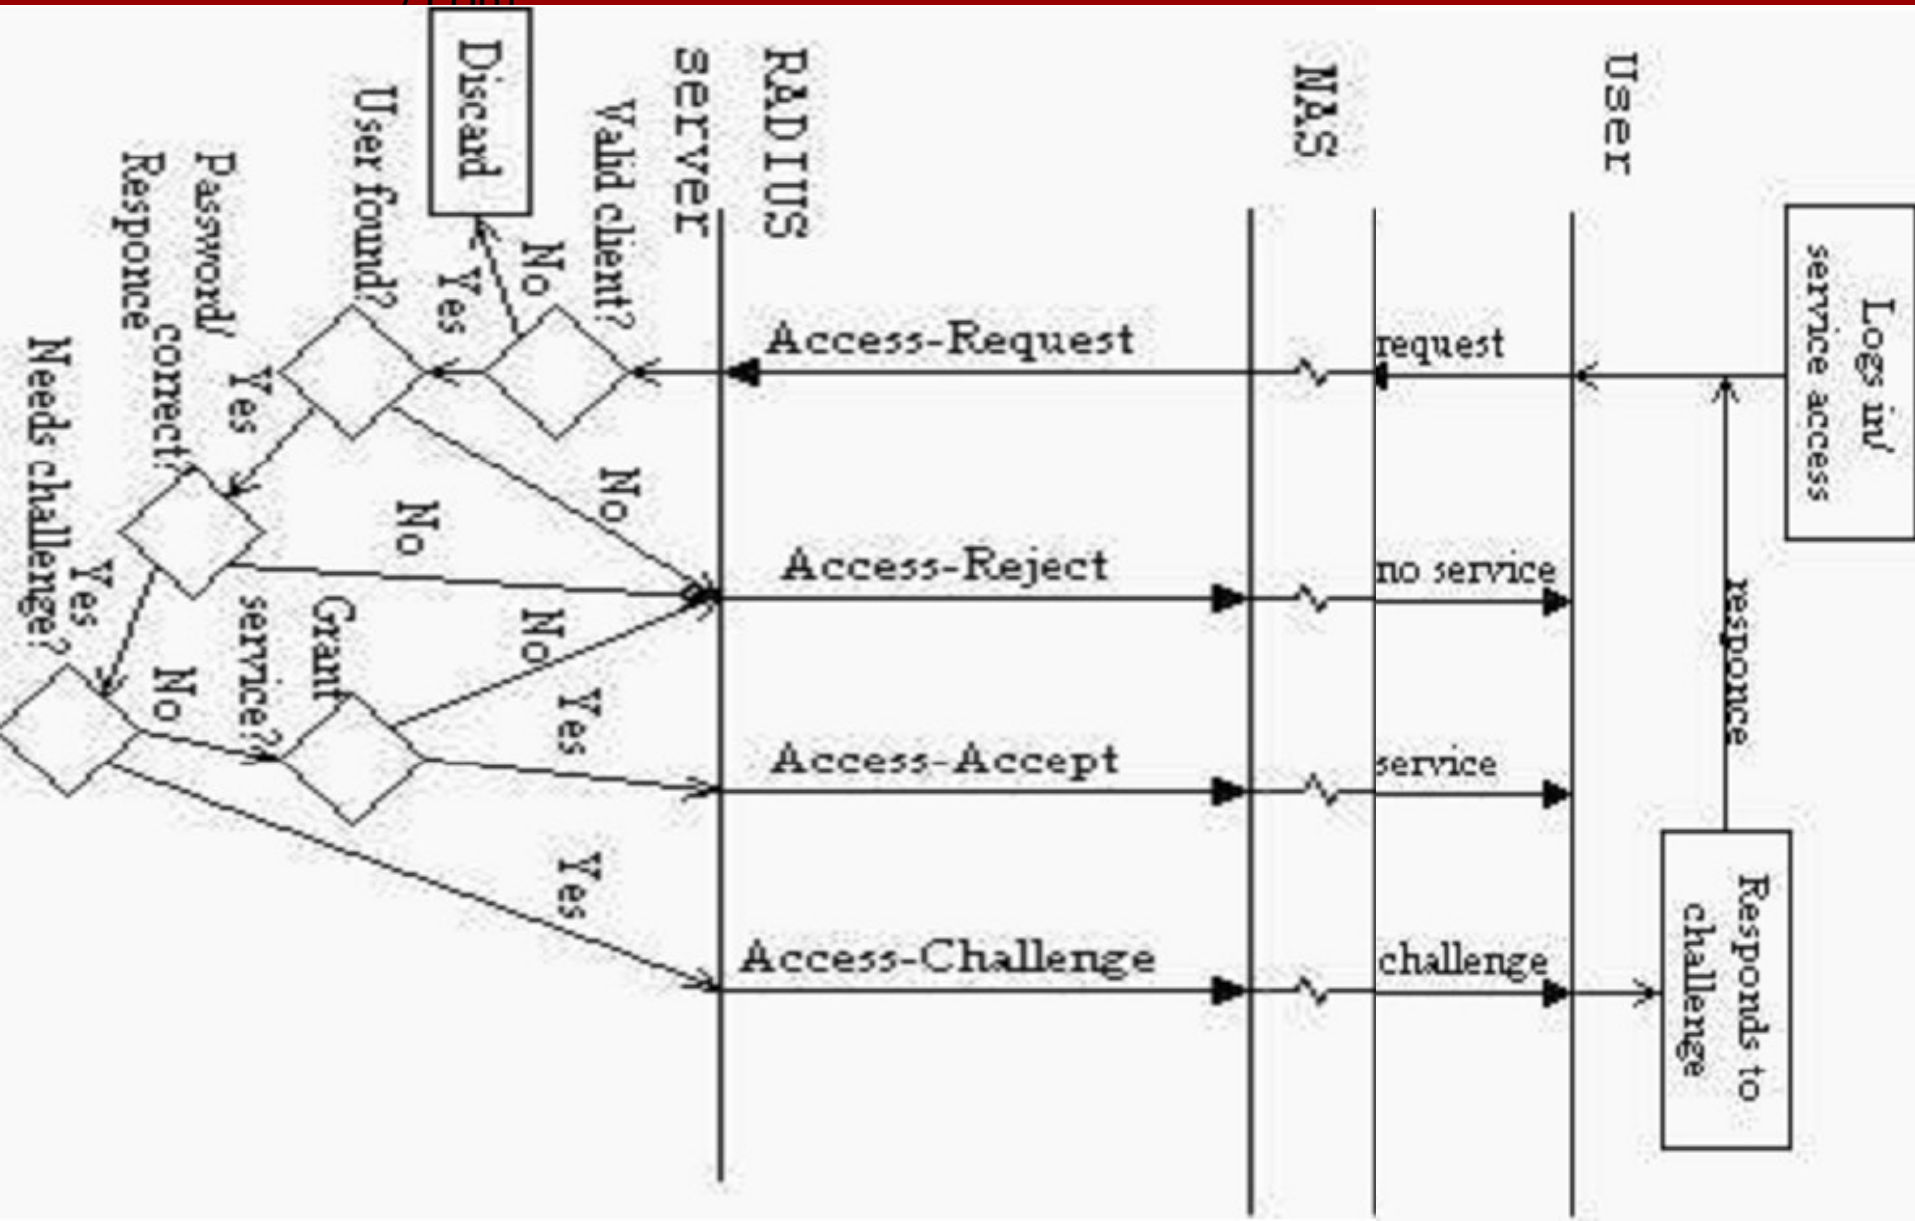 Discard
Valid client?
No
Yes
User found?
Password/
Responce
correct?
Yes
No
No
Needs challenge?
Yes
No
Grant
service?
No
Yes
Yes
RADIUS
server
NAS
User
Access-Request
request
Access-Reject
no service
Access-Accept
service
Access-Challenge
challenge
Logs in/
service access
responce
Responds to
challenge